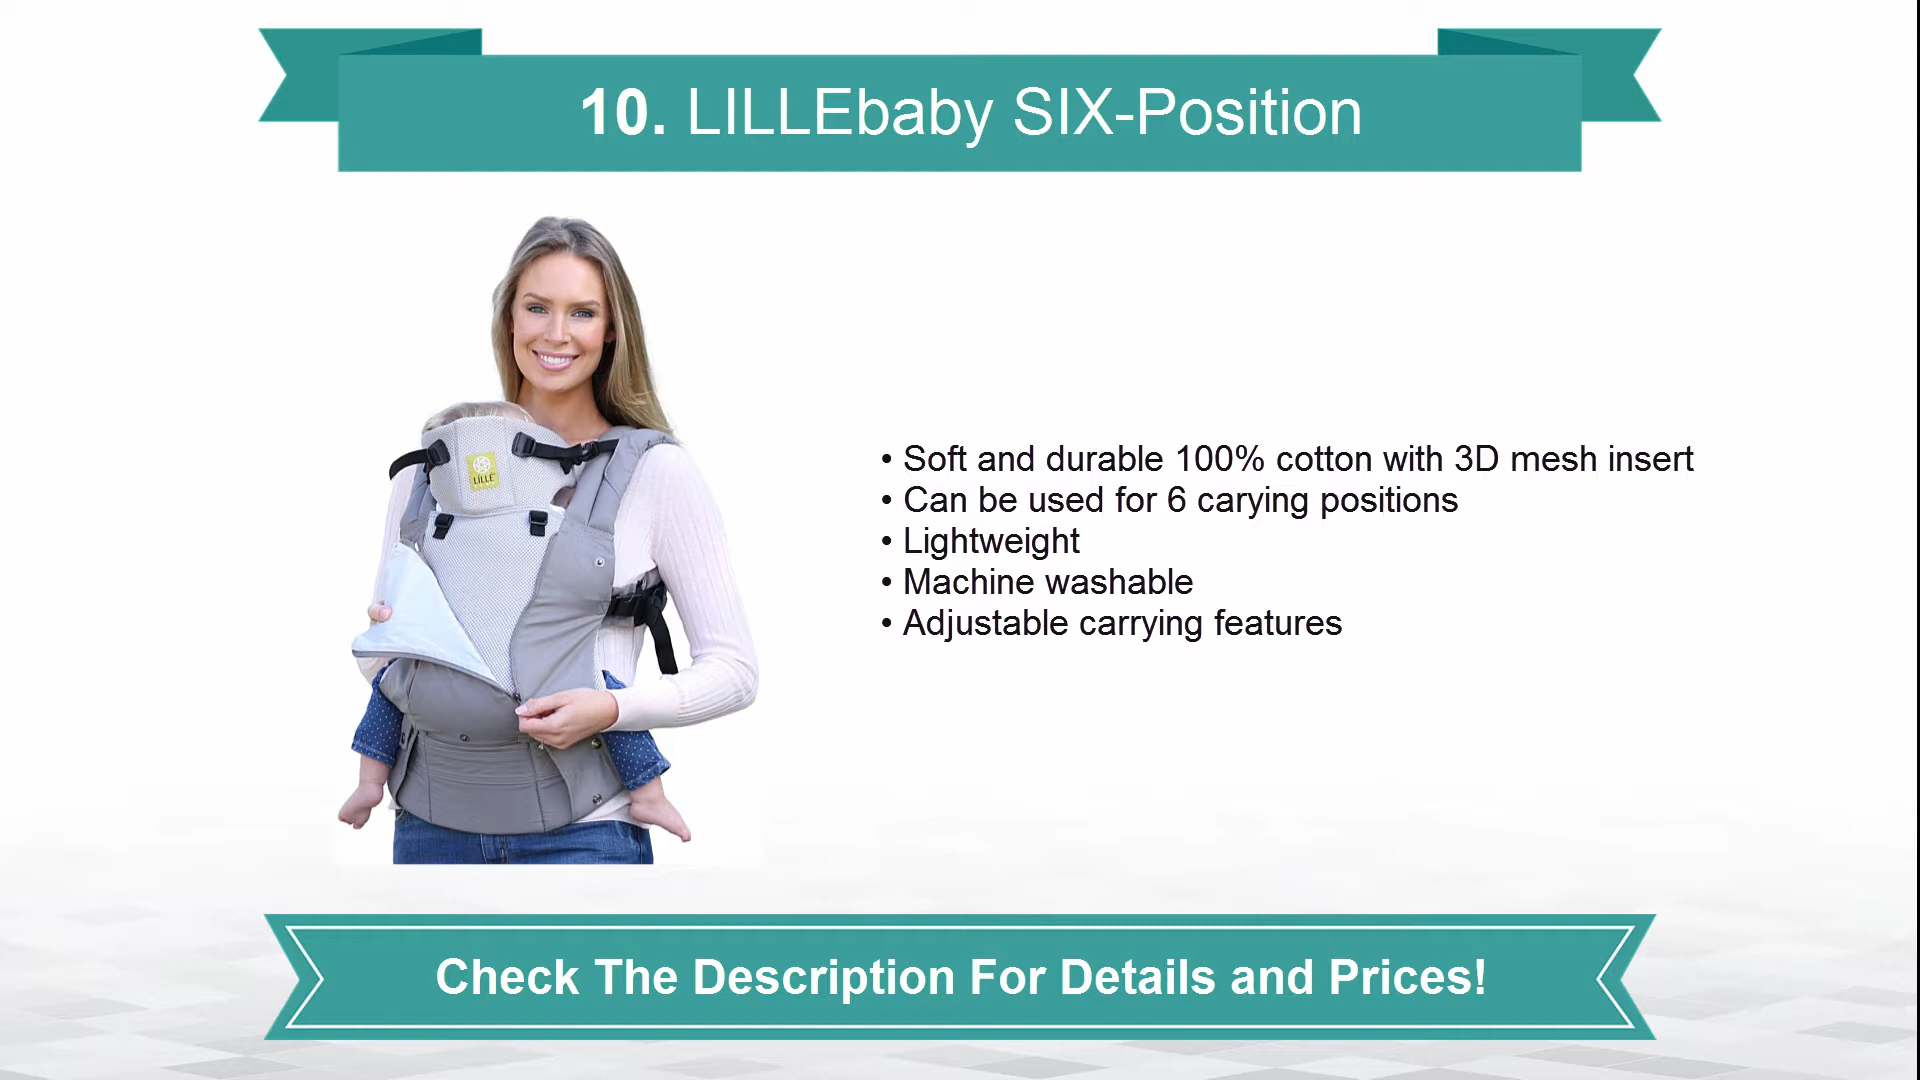 10. LILLEbaby SIX-Position
LILLE
• Soft and durable 100% cotton with 3D mesh insert
• Can be used for 6 carying positions
• Lightweight
• Machine washable
• Adjustable carrying features
Check The Description For Details and Prices!